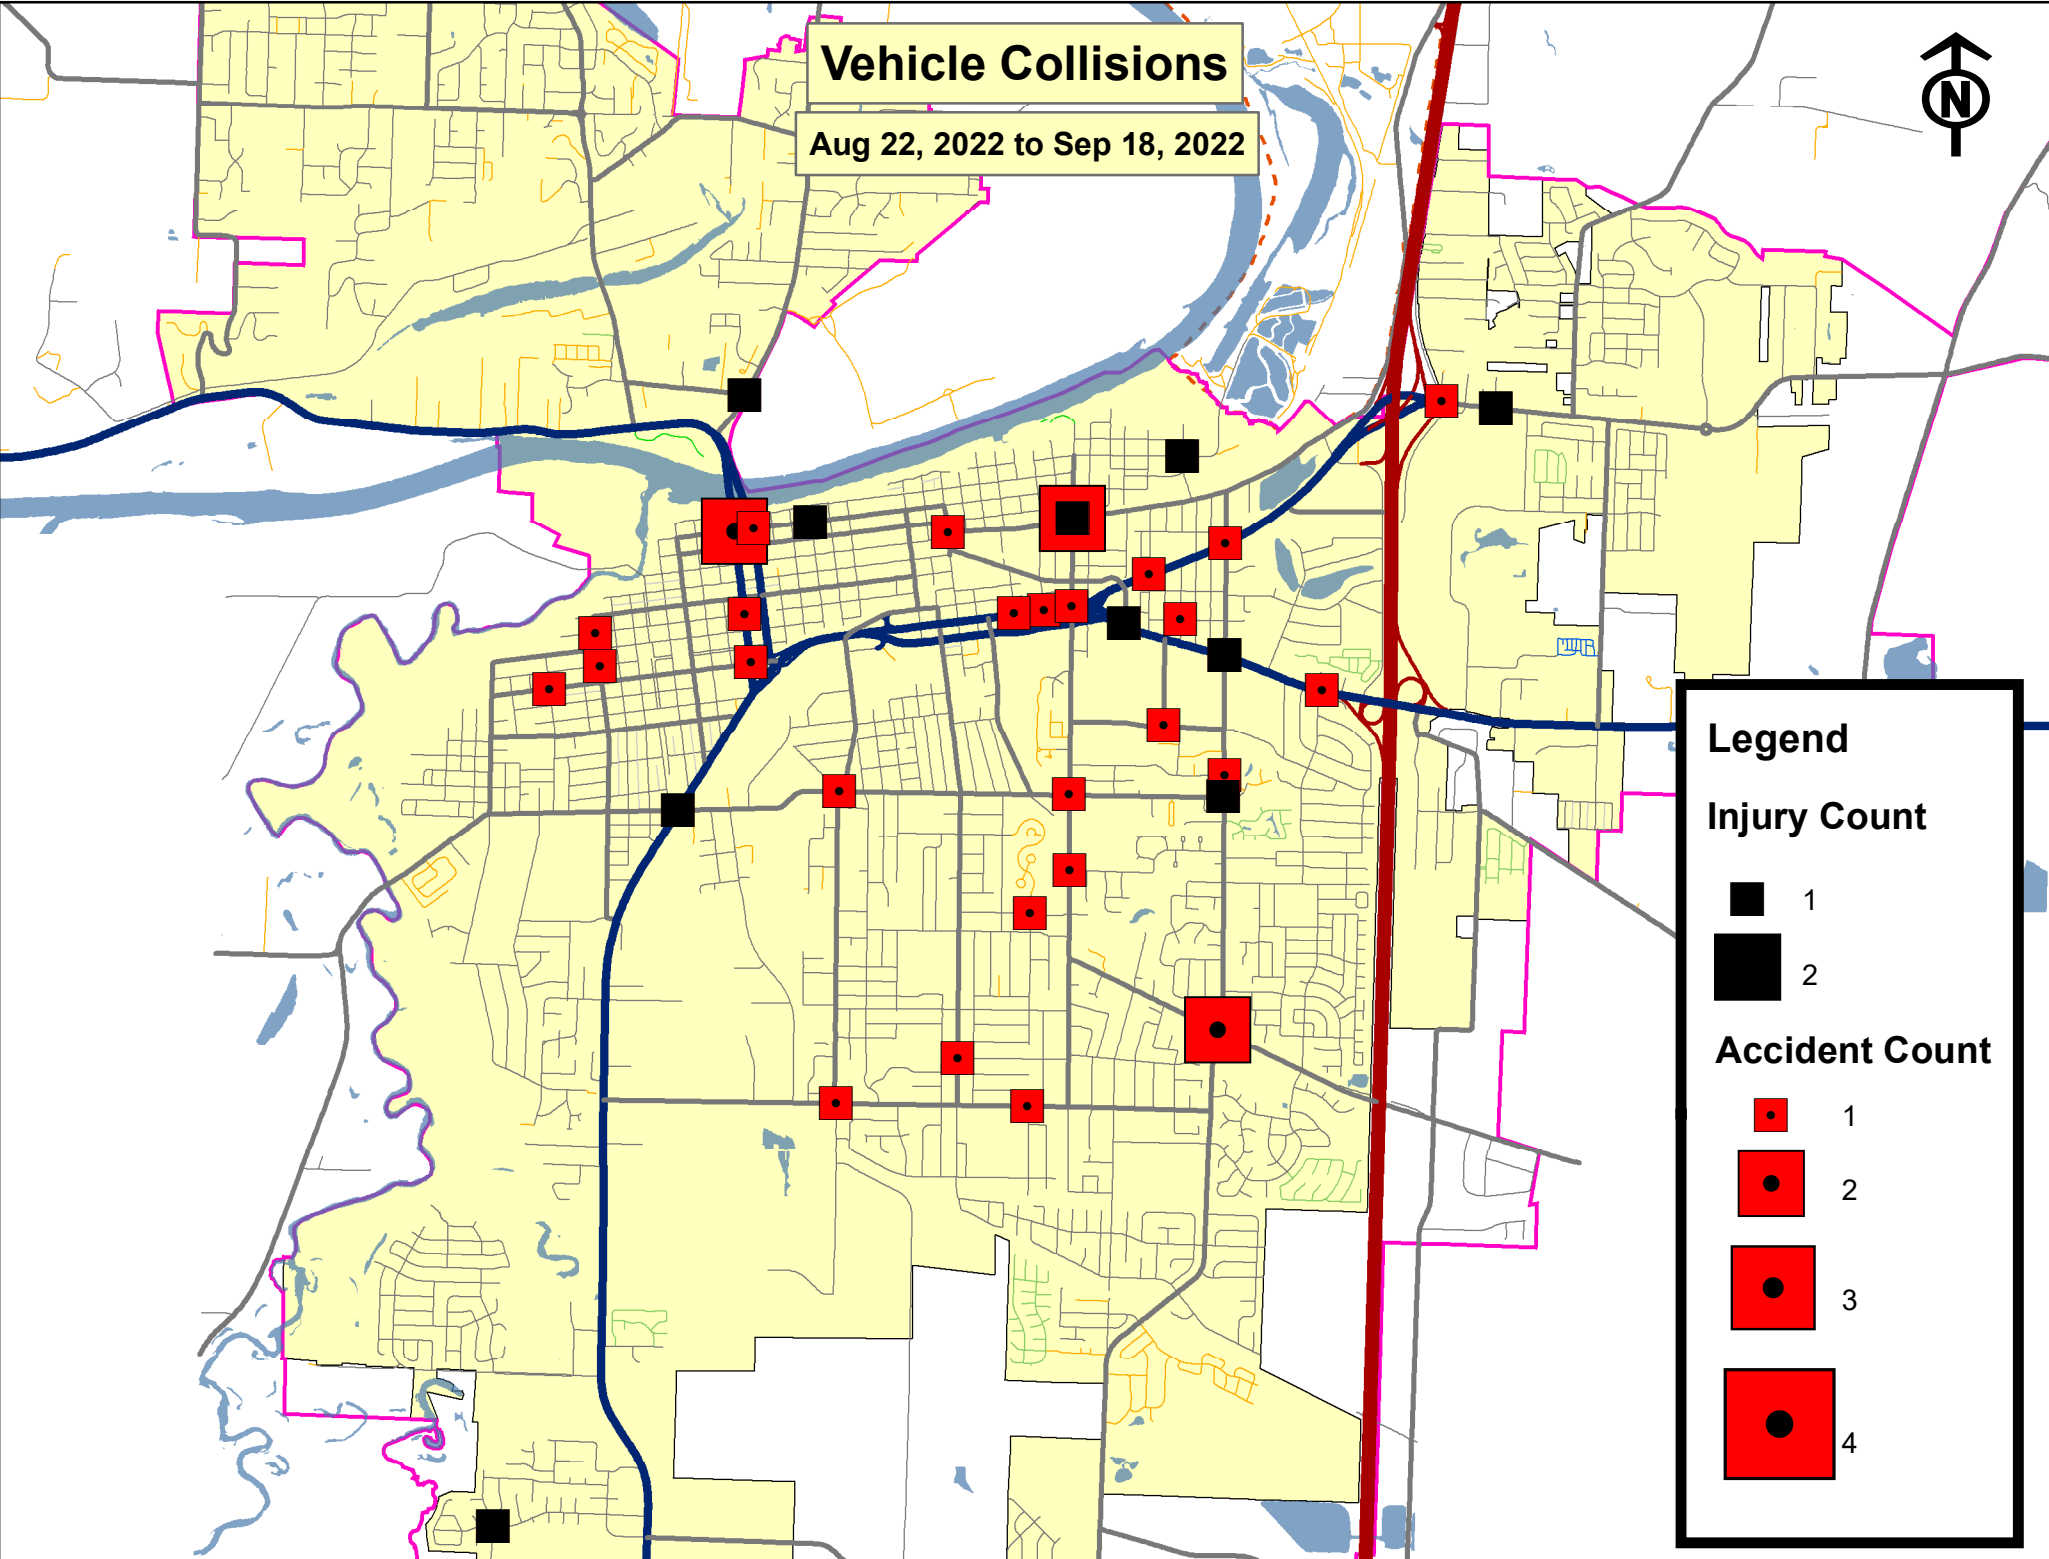 Vehicle Collisions
Aug 22, 2022 to Sep 18, 2022
N
Legend
Injury Count
1
2
Accident Count
1
2
3
4